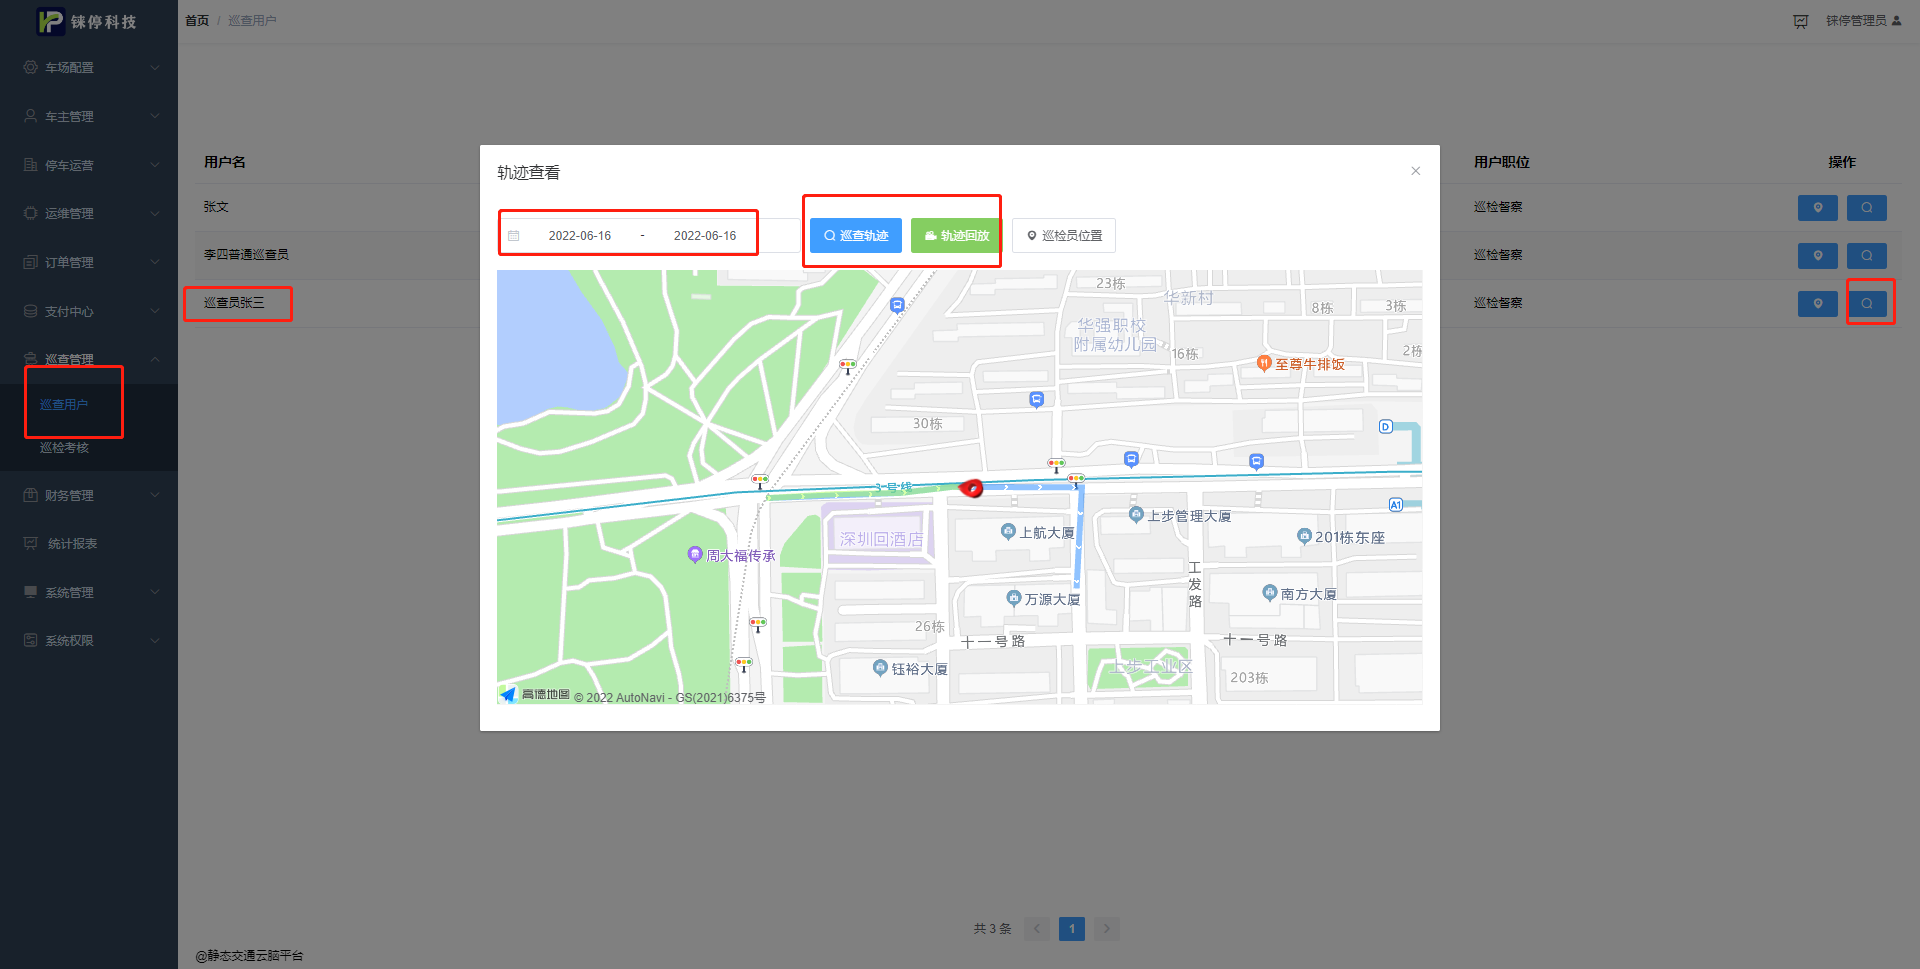 铼停科技
首页 / 巡查用户
铼停管理员
车场配置
车主管理
停车运营
运维管理
订单管理
支付中心
巡查管理
巡查用户
巡检考核
财务管理
统计报表
系统管理
系统权限
用户名
用户职位
操作
张文
巡检督察
李四普通巡查员
巡检督察
巡查员张三
巡检督察
轨迹查看
2022-06-16 - 2022-06-16
巡查轨迹
轨迹回放
巡检员位置
23栋
华新村
8栋
3栋
华强职校
附属幼儿园
16栋
2栋
至尊牛排饭
30栋
D
3号线
A1
深圳回酒店
上航大厦
上步管理大厦
201栋东座
周大福传承
工发路
万源大厦
南方大厦
26栋
十一号路
十一号路
钰裕大厦
上步工业区
203栋
高德地图 © 2022 AutoNavi - GS(2021)6375号
共 3 条
1
@静态交通云脑平台